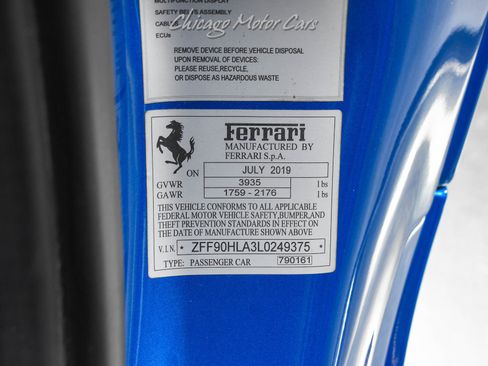 MULTIFUNCTION DISPLAY
SAFETY BELTS ASSEMBLY
Chicago Motor Cars
ECUs
REMOVE DEVICE BEFORE VEHICLE DISPOSAL
UPON REMOVAL OF DEVICES:
PLEASE REUSE,RECYCLE,
OR DISPOSE AS HAZARDOUS WASTE
Ferrari
MANUFACTURED BY
FERRARI S.p.A.
ON JULY 2019
GVWR 3935 lbs
GAWR 1759 - 2176 lbs
THIS VEHICLE CONFORMS TO ALL APPLICABLE
FEDERAL MOTOR VEHICLE SAFETY,BUMPER,AND
THEFT PREVENTION STANDARDS IN EFFECT ON
THE DATE OF MANUFACTURE SHOWN ABOVE
V.I.N. ZFF90HLA3L0249375
TYPE: PASSENGER CAR 790161